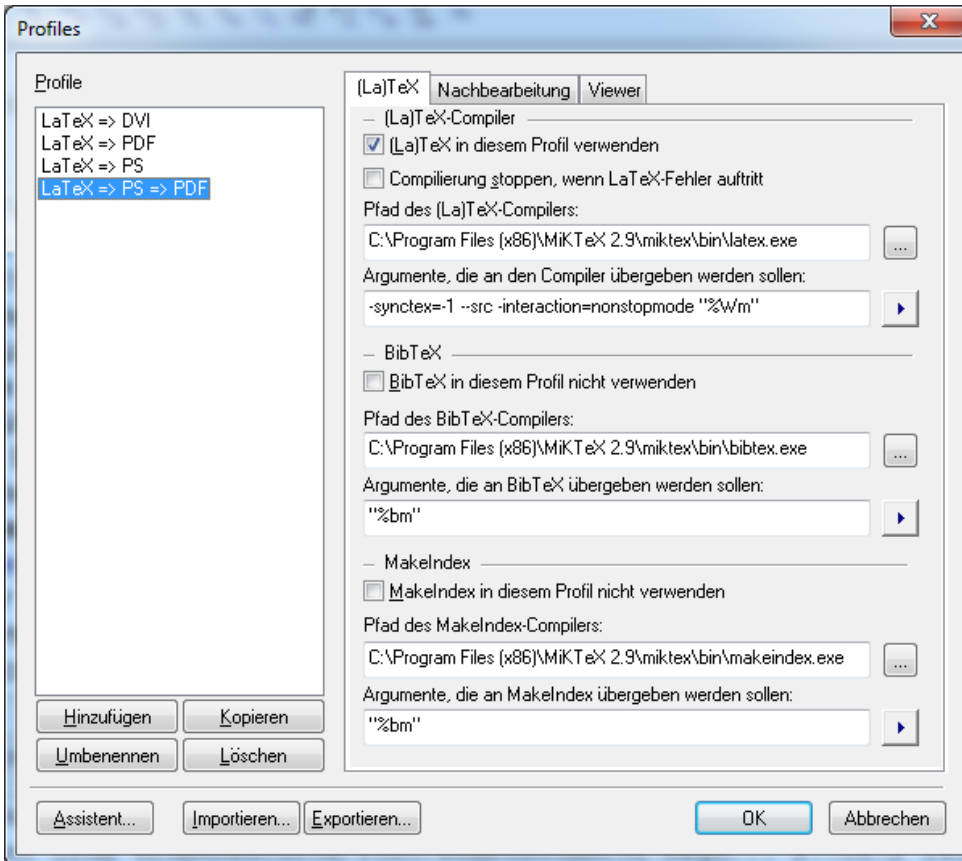 Profiles
Profile
LaTeX => DVI
LaTeX => PDF
LaTeX => PS
LaTeX => PS => PDF
Hinzufügen
Kopieren
Umbenennen
Löschen
(La)TeX
Nachbearbeitung
Viewer
(La)TeX-Compiler
(La)TeX in diesem Profil verwenden
Compilierung stoppen, wenn LaTeX-Fehler auftritt
Pfad des (La)TeX-Compilers:
C:\Program Files (x86)\MiKTeX 2.9\miktex\bin\latex.exe
...
Argumente, die an den Compiler übergeben werden sollen:
-synctex=-1 --src -interaction=nonstopmode "%Wm"
BibTeX
BibTeX in diesem Profil nicht verwenden
Pfad des BibTeX-Compilers:
C:\Program Files (x86)\MiKTeX 2.9\miktex\bin\bibtex.exe
...
Argumente, die an BibTeX übergeben werden sollen:
"%bm"
MakeIndex
MakeIndex in diesem Profil nicht verwenden
Pfad des MakeIndex-Compilers:
C:\Program Files (x86)\MiKTeX 2.9\miktex\bin\makeindex.exe
...
Argumente, die an MakeIndex übergeben werden sollen:
"%bm"
Assistent...
Importieren...
Exportieren...
OK
Abbrechen